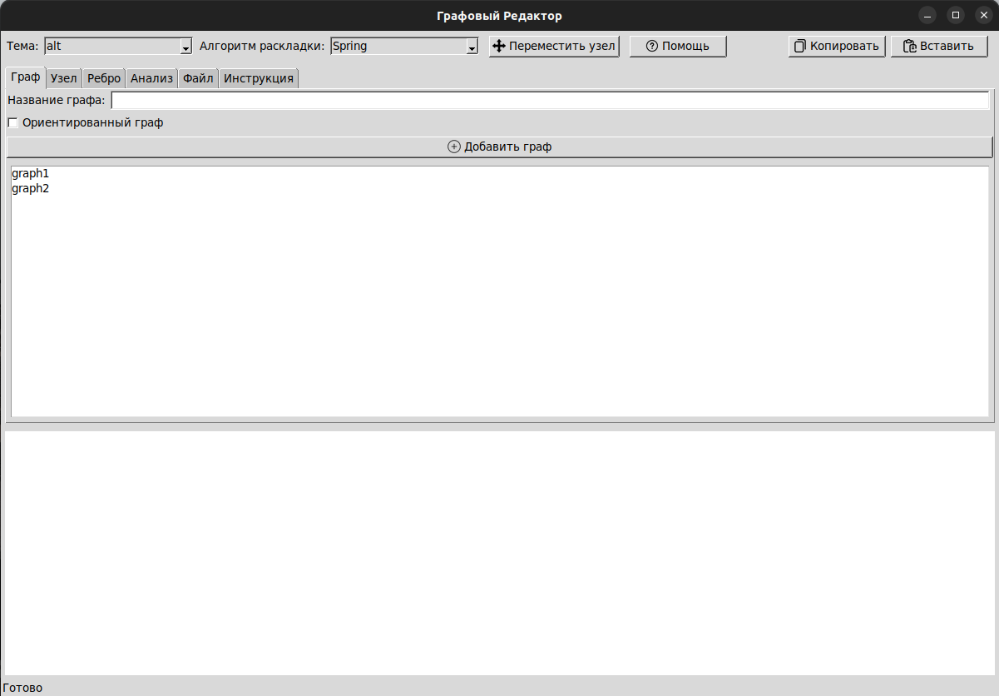 Графовый Редактор
Тема: alt Алгоритм раскладки: Spring Переместить узел Помощь Копировать Вставить
Граф Узел Ребро Анализ Файл Инструкция
Название графа:
Ориентированный граф
Добавить граф
graph1
graph2
Готово